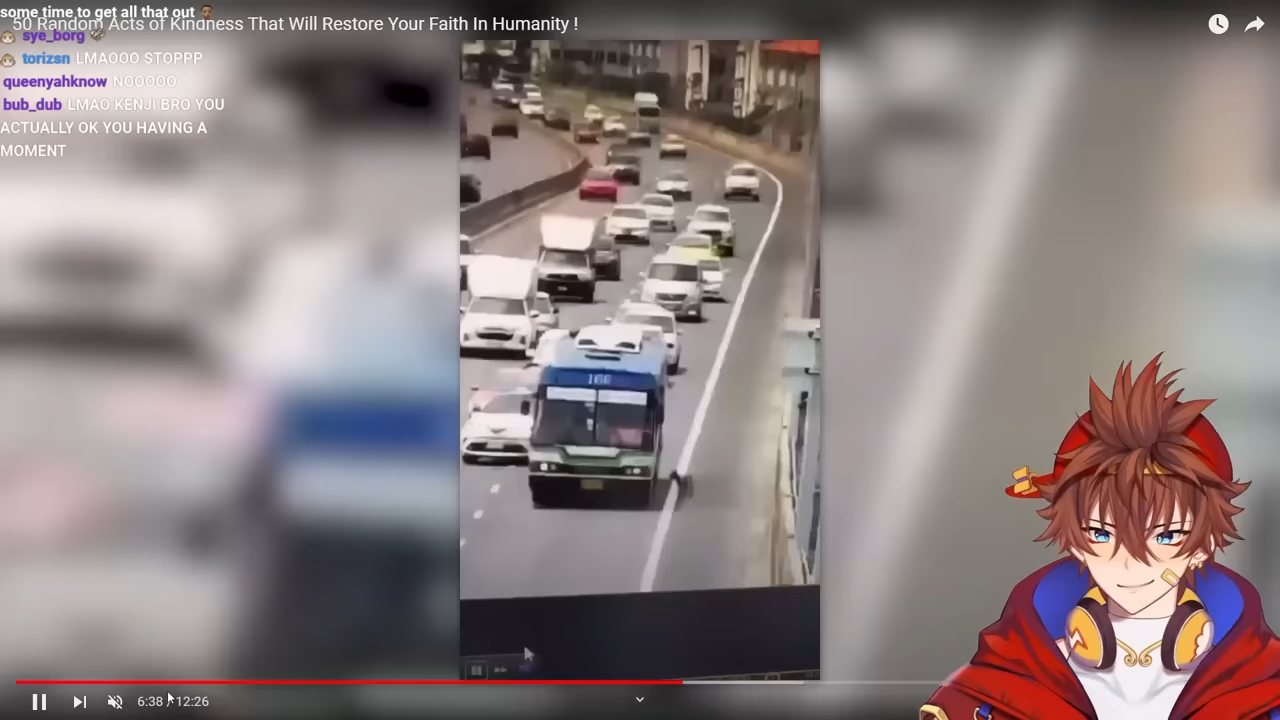 some time to get all that out
50 Random Acts of Kindness That Will Restore Your Faith In Humanity !
sye_borg
torizsn LMAOOO STOPPP
queenyahknow NOOOOO
bub_dub LMAO KENJI BRO YOU
ACTUALLY OK YOU HAVING A
MOMENT
166
6:38 / 12:26